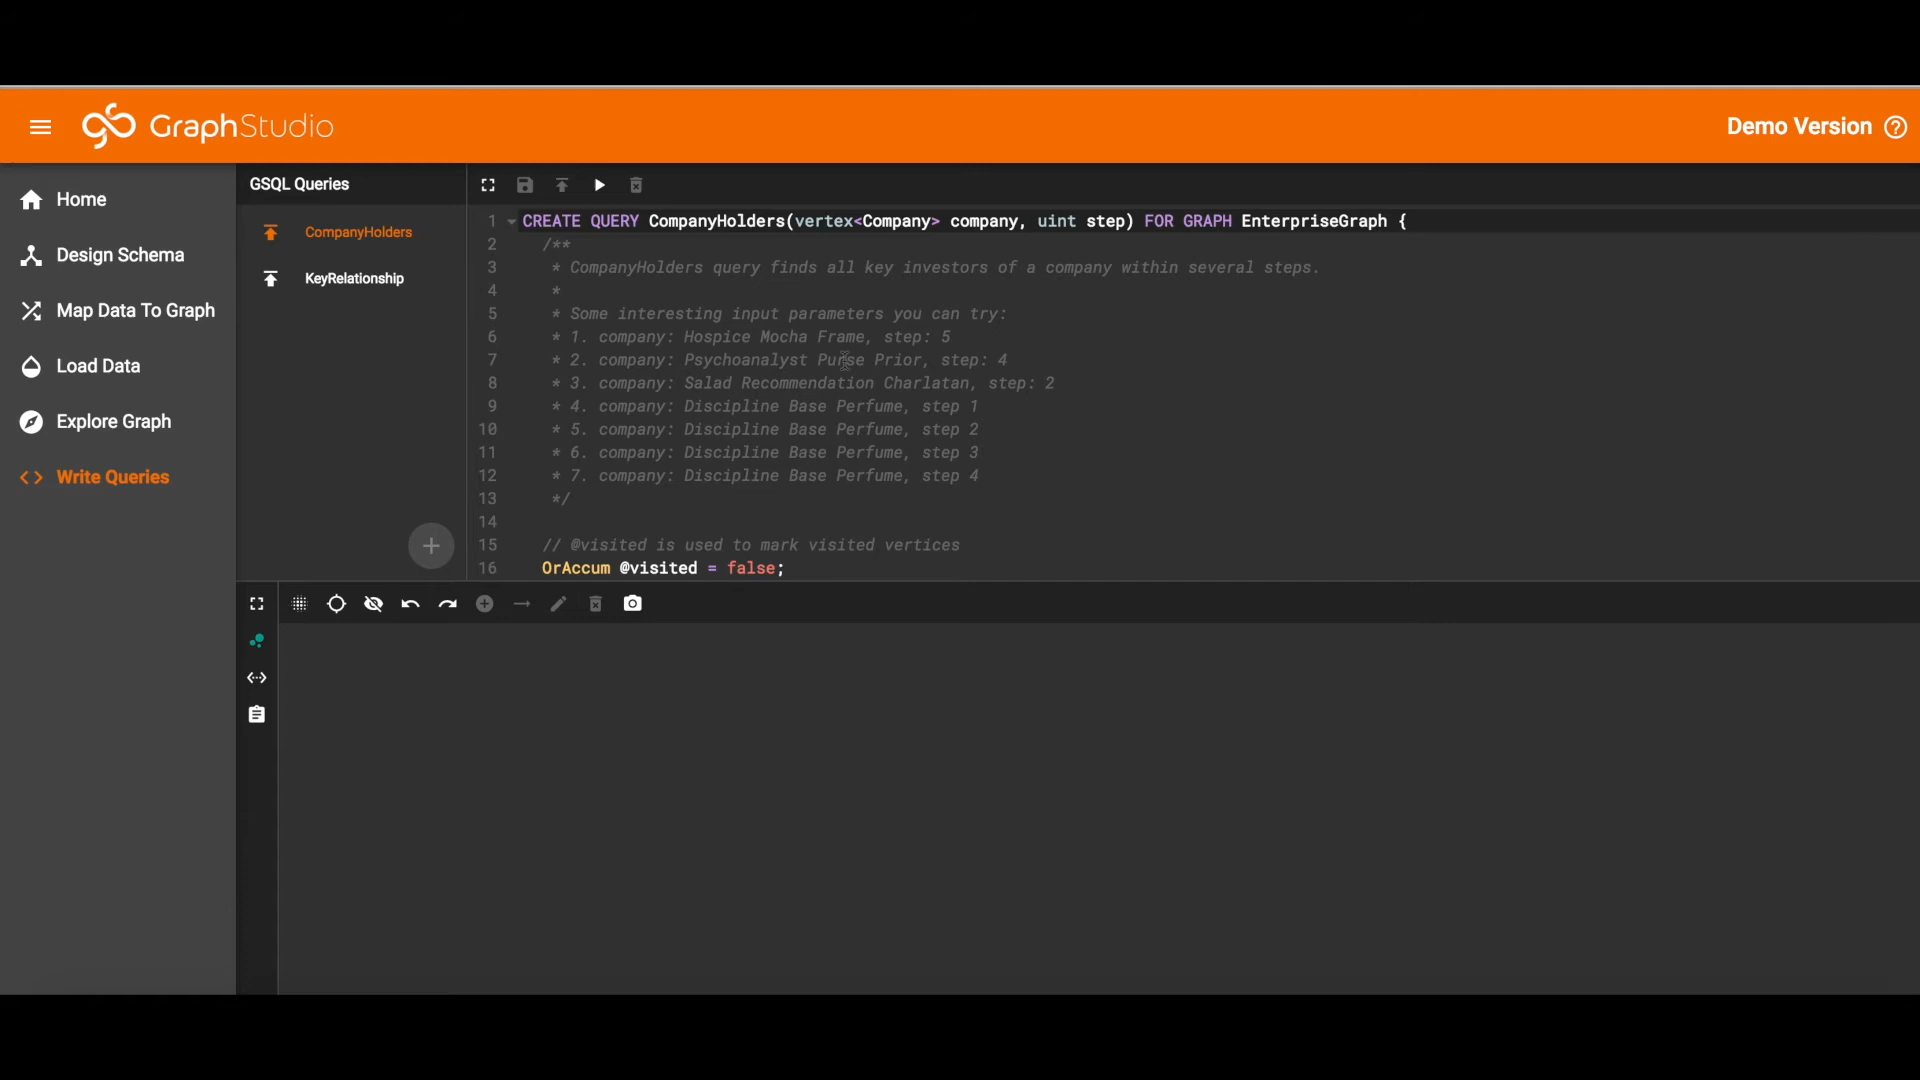 GraphStudio
Demo Version
Home
Design Schema
Map Data To Graph
Load Data
Explore Graph
Write Queries
GSQL Queries
CompanyHolders
KeyRelationship
1 CREATE QUERY CompanyHolders(vertex<Company> company, uint step) FOR GRAPH EnterpriseGraph {
2 /**
3 * CompanyHolders query finds all key investors of a company within several steps.
4 *
5 * Some interesting input parameters you can try:
6 * 1. company: Hospice Mocha Frame, step: 5
7 * 2. company: Psychoanalyst Purse Prior, step: 4
8 * 3. company: Salad Recommendation Charlatan, step: 2
9 * 4. company: Discipline Base Perfume, step 1
10 * 5. company: Discipline Base Perfume, step 2
11 * 6. company: Discipline Base Perfume, step 3
12 * 7. company: Discipline Base Perfume, step 4
13 */
14
15 // @visited is used to mark visited vertices
16 OrAccum @visited = false;